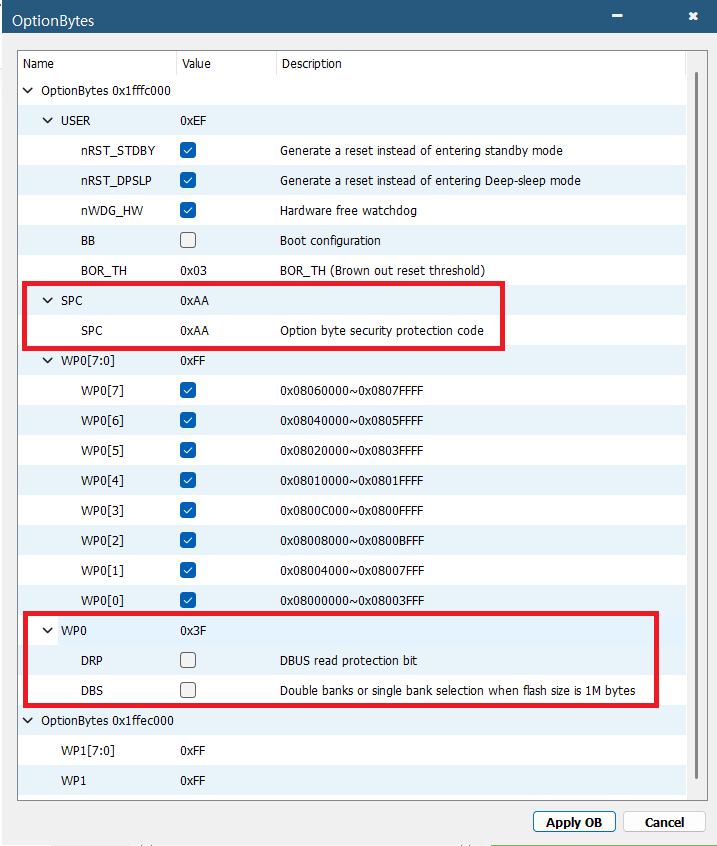 OptionBytes
Name Value Description
OptionBytes 0x1fffc000
USER 0xEF
nRST_STDBY Generate a reset instead of entering standby mode
nRST_DPSLP Generate a reset instead of entering Deep-sleep mode
nWDG_HW Hardware free watchdog
BB Boot configuration
BOR_TH 0x03 BOR_TH (Brown out reset threshold)
SPC 0xAA
SPC 0xAA Option byte security protection code
WP0[7:0] 0xFF
WP0[7] 0x08060000~0x0807FFFF
WP0[6] 0x08040000~0x0805FFFF
WP0[5] 0x08020000~0x0803FFFF
WP0[4] 0x08010000~0x0801FFFF
WP0[3] 0x0800C000~0x0800FFFF
WP0[2] 0x08008000~0x0800BFFF
WP0[1] 0x08004000~0x08007FFF
WP0[0] 0x08000000~0x08003FFF
WP0 0x3F
DRP DBUS read protection bit
DBS Double banks or single bank selection when flash size is 1M bytes
OptionBytes 0x1ffec000
WP1[7:0] 0xFF
WP1 0xFF
Apply OB Cancel